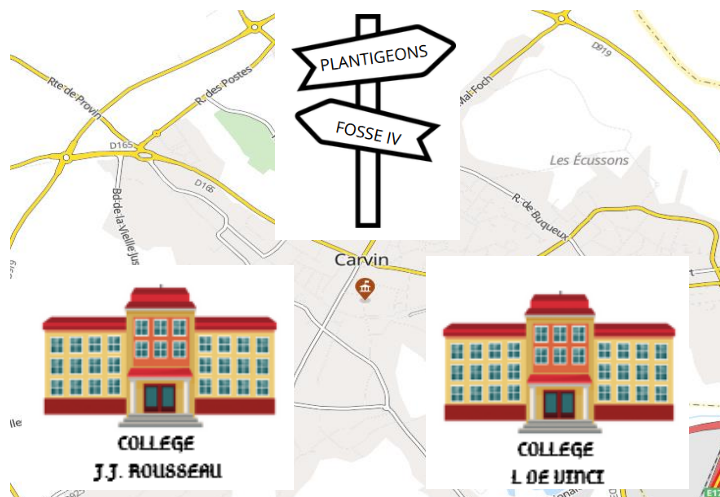 PLANTIGEONS
FOSSE IV
Rte de Provin
R. des Postes
D165
D165
Bd de la Vieille Jus
D919
Mal Foch
Les Écussons
R. de Buqueux
Carvin
COLLEGE
J.J. ROUSSEAU
COLLEGE
L DE VINCI